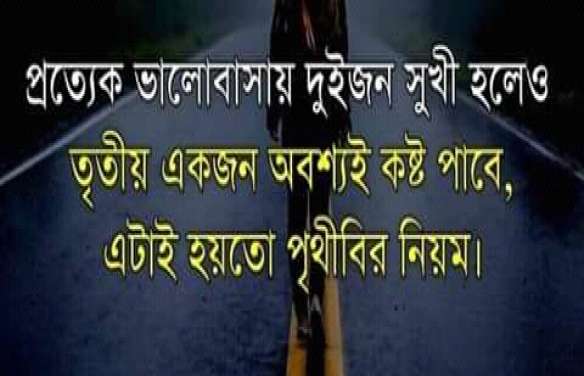 প্রত্যেক ভালোবাসায় দুইজন সুখী হলেও
তৃতীয় একজন অবশ্যই কষ্ট পাবে,
এটাই হয়তো পৃথীবির নিয়ম।